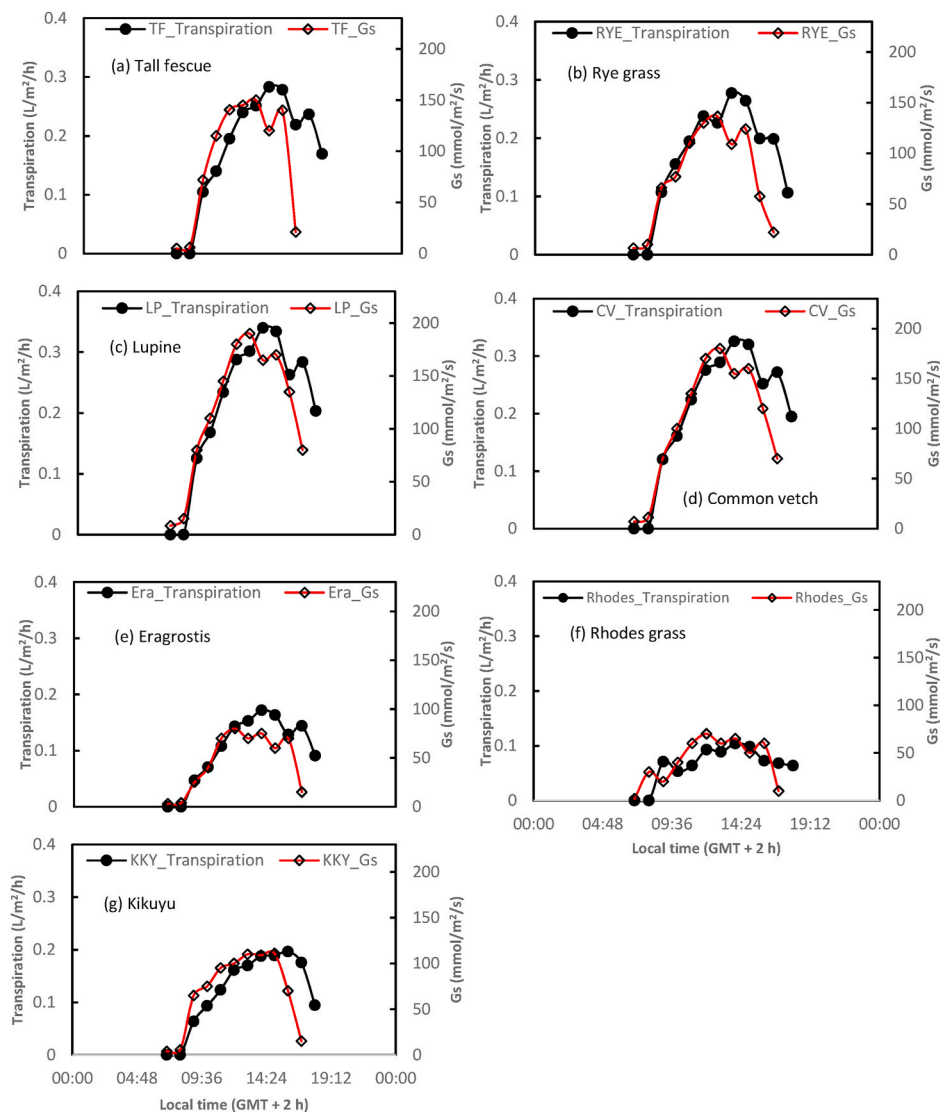 TF_Transpiration TF_Gs
(a) Tall fescue
Transpiration (L/m²/h)
0.4
0.3
0.2
0.1
0
200
150
100
50
0
Gs (mmol/m²/s)
RYE_Transpiration RYE_Gs
(b) Rye grass
Transpiration (L/m²/h)
0.4
0.3
0.2
0.1
0
200
150
100
50
0
Gs (mmol/m²/s)
LP_Transpiration LP_Gs
(c) Lupine
Transpiration (L/m²/h)
0.4
0.3
0.2
0.1
0
200
150
100
50
0
Gs (mmol/m²/s)
CV_Transpiration CV_Gs
(d) Common vetch
Transpiration (L/m²/h)
0.4
0.3
0.2
0.1
0
200
150
100
50
0
Gs (mmol/m²/s)
Era_Transpiration Era_Gs
(e) Eragrostis
Transpiration (L/m²/h)
0.4
0.3
0.2
0.1
0
200
150
100
50
0
Gs (mmol/m²/s)
Rhodes_Transpiration Rhodes_Gs
(f) Rhodes grass
Transpiration (L/m²/h)
0.4
0.3
0.2
0.1
0
200
150
100
50
0
Gs (mmol/m²/s)
00:00 04:48 09:36 14:24 19:12 00:00
Local time (GMT + 2 h)
KKY_Transpiration KKY_Gs
(g) Kikuyu
Transpiration (L/m²/h)
0.4
0.3
0.2
0.1
0
200
150
100
50
0
Gs (mmol/m²/s)
00:00 04:48 09:36 14:24 19:12 00:00
Local time (GMT + 2 h)